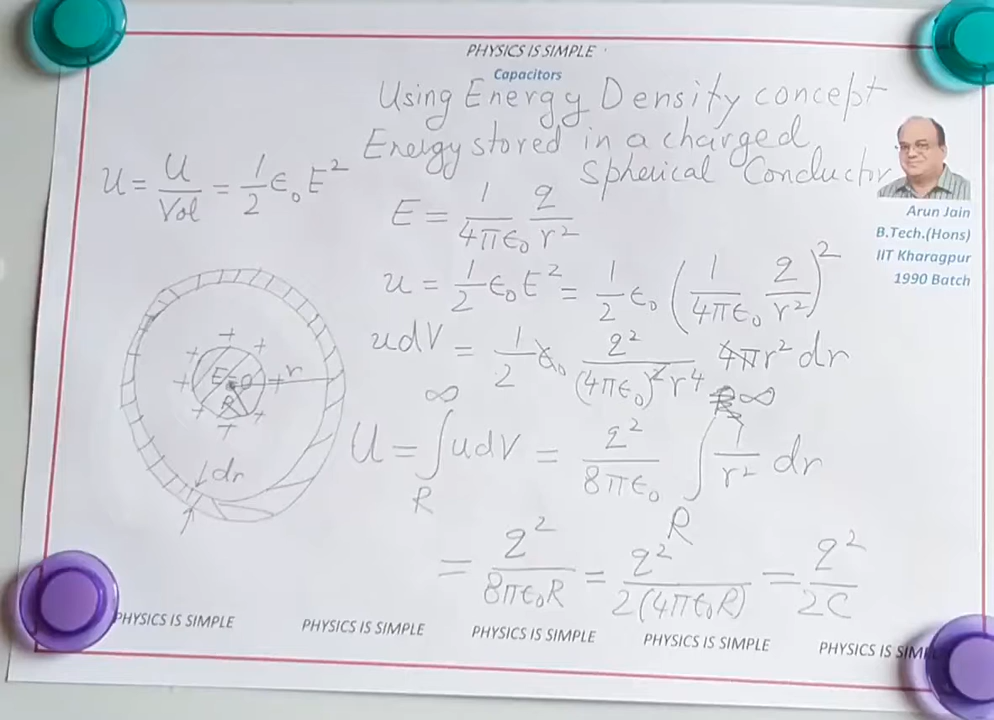 PHYSICS IS SIMPLE
Capacitors
Using Energy Density concept
Energy stored in a charged
Spherical Conductor
Arun Jain
B.Tech.(Hons)
IIT Kharagpur
1990 Batch
u = U/Vol = 1/2 ε₀ E²
E = 1/4πε₀ q/r²
u = 1/2 ε₀ E² = 1/2 ε₀ (1/4πε₀ q/r²)²
udV = 1/2 ε₀ q²/(4πε₀)² r⁴ 4πr² dr
U = ∫_R^∞ udV = q²/8πε₀ ∫_R^∞ 1/r² dr
= q²/8πε₀R = q²/2(4πε₀R) = q²/2C
+ + + + + + + +
E=0
R
r
dr
PHYSICS IS SIMPLE PHYSICS IS SIMPLE PHYSICS IS SIMPLE PHYSICS IS SIMPLE PHYSICS IS SIMP